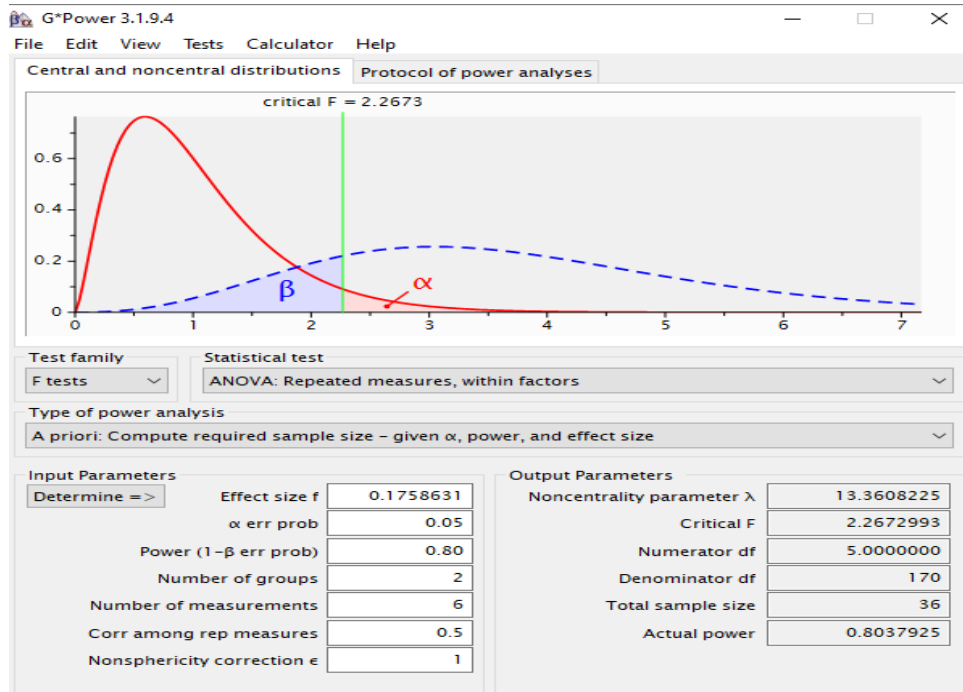 G*Power 3.1.9.4
File Edit View Tests Calculator Help
Central and noncentral distributions Protocol of power analyses
critical F = 2.2673
0.6
0.4
0.2
0
β
α
0 1 2 3 4 5 6 7
Test family Statistical test
F tests ANOVA: Repeated measures, within factors
Type of power analysis
A priori: Compute required sample size – given α, power, and effect size
Input Parameters Output Parameters
Determine => Effect size f 0.1758631 Noncentrality parameter λ 13.3608225
α err prob 0.05 Critical F 2.2672993
Power (1-β err prob) 0.80 Numerator df 5.0000000
Number of groups 2 Denominator df 170
Number of measurements 6 Total sample size 36
Corr among rep measures 0.5 Actual power 0.8037925
Nonsphericity correction ϵ 1